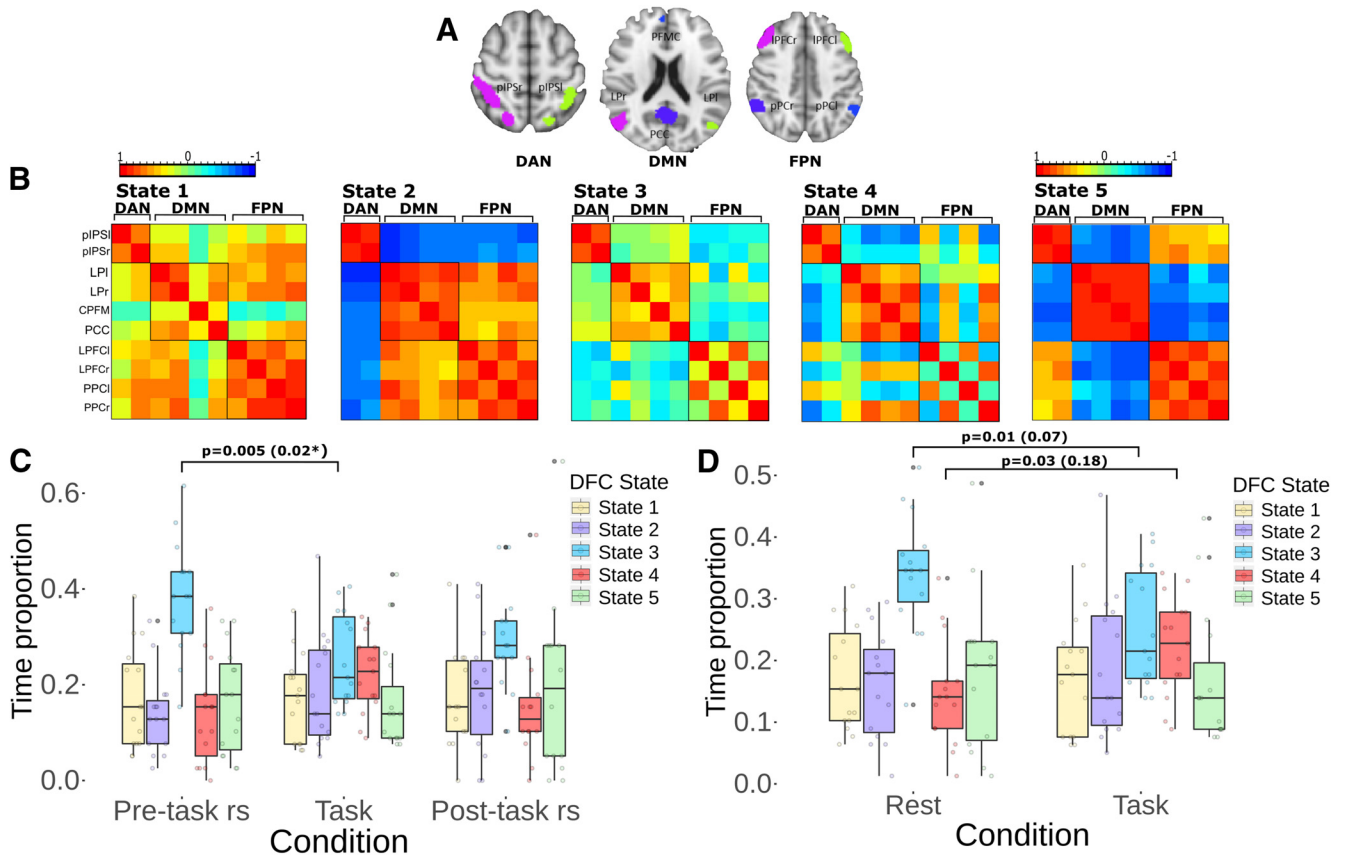 A
PFMC
lPFCr lPFCl
pIPSr pIPSl
LPr LPl
pPCr pPCl
PCC
DAN DMN FPN
B
1 0 -1
1 0 -1
State 1 State 2 State 3 State 4 State 5
DAN DMN FPN
DAN DMN FPN
DAN DMN FPN
DAN DMN FPN
DAN DMN FPN
pIPSl
pIPSr
LPl
LPr
CPFM
PCC
LPFCl
LPFCr
PPCl
PPCr
C
p=0.005 (0.02*)
Time proportion
0.6
0.4
0.2
0.0
Pre-task rs Task Post-task rs
Condition
DFC State
State 1
State 2
State 3
State 4
State 5
D
p=0.01 (0.07)
p=0.03 (0.18)
Time proportion
0.5
0.4
0.3
0.2
0.1
0.0
Rest Task
Condition
DFC State
State 1
State 2
State 3
State 4
State 5